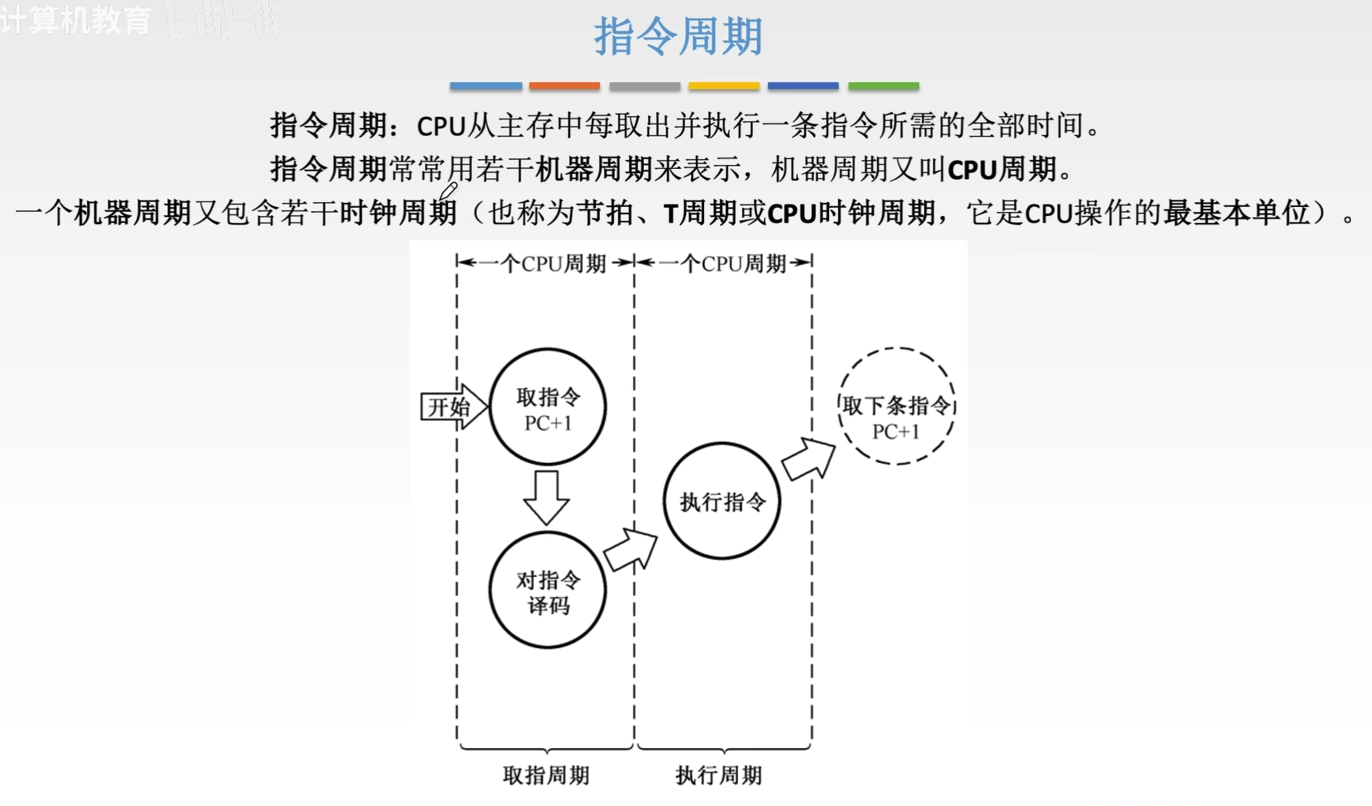 计算机教育 bilibili
指令周期
指令周期：CPU从主存中每取出并执行一条指令所需的全部时间。
指令周期常常用若干机器周期来表示，机器周期又叫CPU周期。
一个机器周期又包含若干时钟周期（也称为节拍、T周期或CPU时钟周期，它是CPU操作的最基本单位）。
一个CPU周期
一个CPU周期
开始
取指令
PC+1
对指令
译码
执行指令
取下条指令
PC+1
取指周期
执行周期